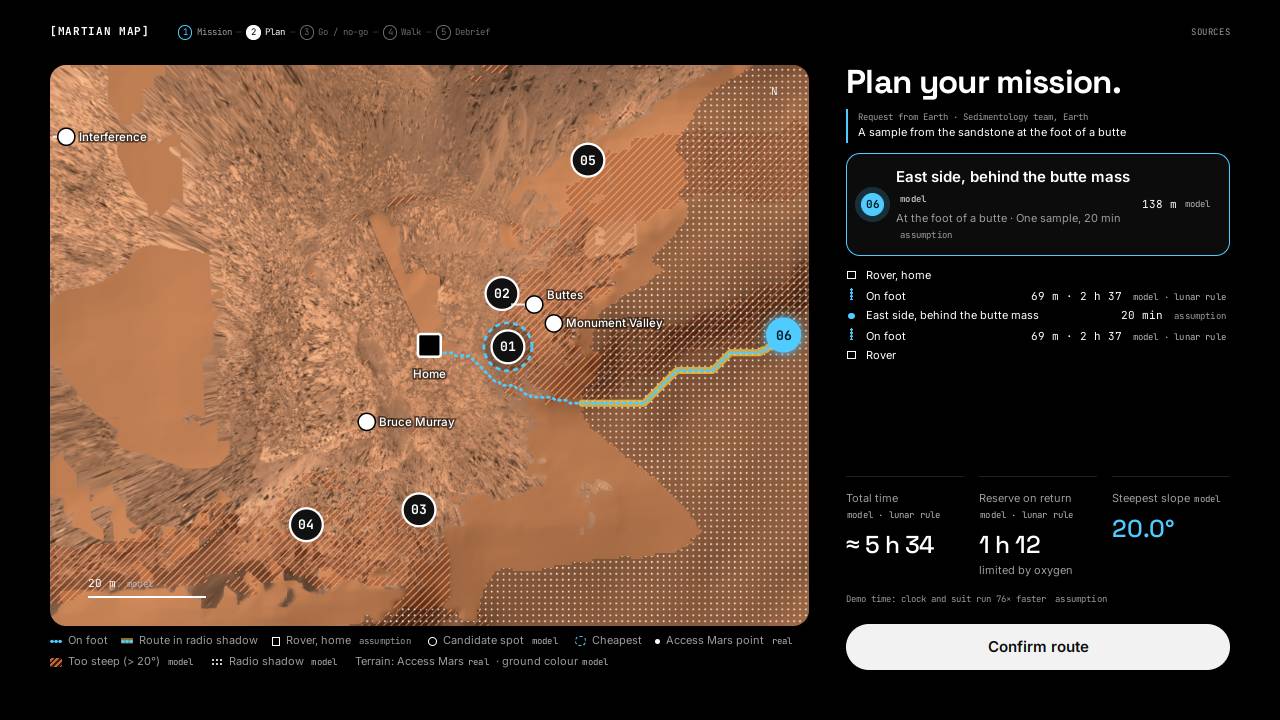 [MARTIAN MAP]
1 Mission – 2 Plan – 3 Go / no-go – 4 Walk – 5 Debrief
SOURCES
N
Interference
05
02
Buttes
Monument Valley
01
06
Home
Bruce Murray
03
04
20 m model
On foot
Route in radio shadow
Rover, home assumption
Candidate spot model
Cheapest
Access Mars point real
Too steep (> 20°) model
Radio shadow model
Terrain: Access Mars real · ground colour model
Plan your mission.
Request from Earth · Sedimentology team, Earth
A sample from the sandstone at the foot of a butte
06
East side, behind the butte mass
model
At the foot of a butte · One sample, 20 min
assumption
138 m model
Rover, home
On foot 69 m · 2 h 37 model · lunar rule
East side, behind the butte mass 20 min assumption
On foot 69 m · 2 h 37 model · lunar rule
Rover
Total time
model · lunar rule
≈ 5 h 34
Reserve on return
model · lunar rule
1 h 12
limited by oxygen
Steepest slope model
20.0°
Demo time: clock and suit run 76× faster assumption
Confirm route